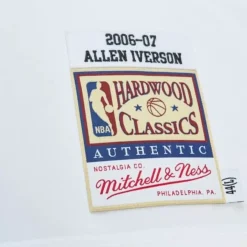 2006-07
ALLEN IVERSON
HARDWOOD
NBA
CLASSICS
AUTHENTIC
NOSTALGIA CO.
Mitchell & Ness
PHILADELPHIA, PA.